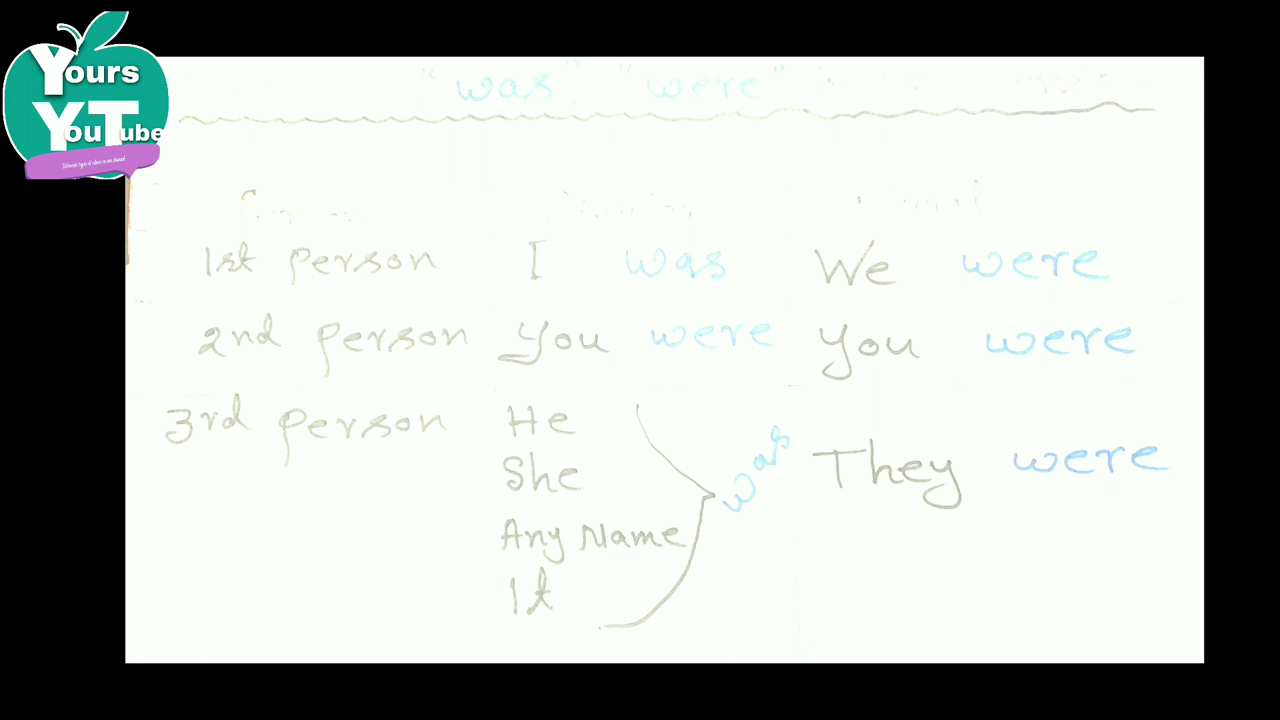 Yours
YouTube
"was" "were"
1st person I was We were
2nd person You were You were
3rd person He
She
Any Name
It
was
They were